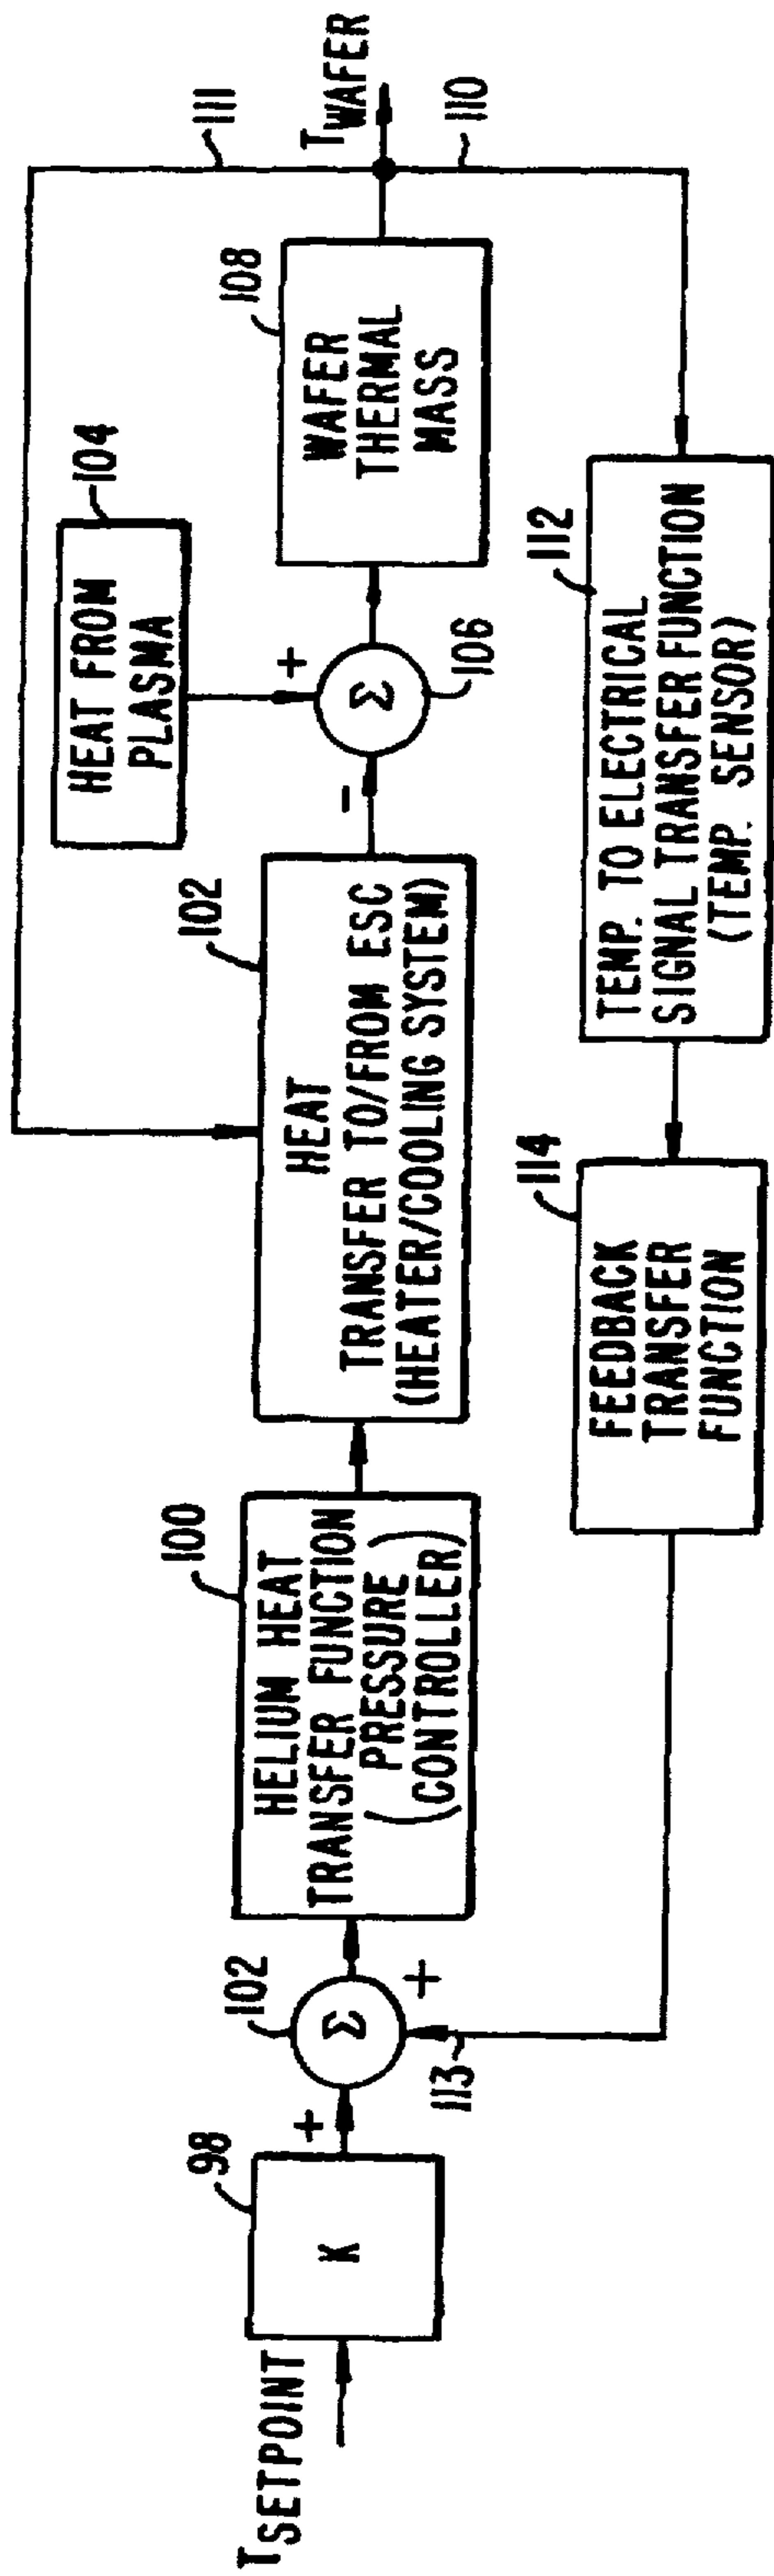 T SETPOINT
98
K
+
102
Σ
+
113
100
HELIUM HEAT
TRANSFER FUNCTION
(PRESSURE
CONTROLLER)
102
HEAT
TRANSFER TO/FROM ESC
(HEATER/COOLING SYSTEM)
-
104
HEAT FROM
PLASMA
+
Σ
106
108
WAFER
THERMAL
MASS
111
T WAFER
110
112
TEMP. TO ELECTRICAL
SIGNAL TRANSFER FUNCTION
(TEMP. SENSOR)
114
FEEDBACK
TRANSFER
FUNCTION